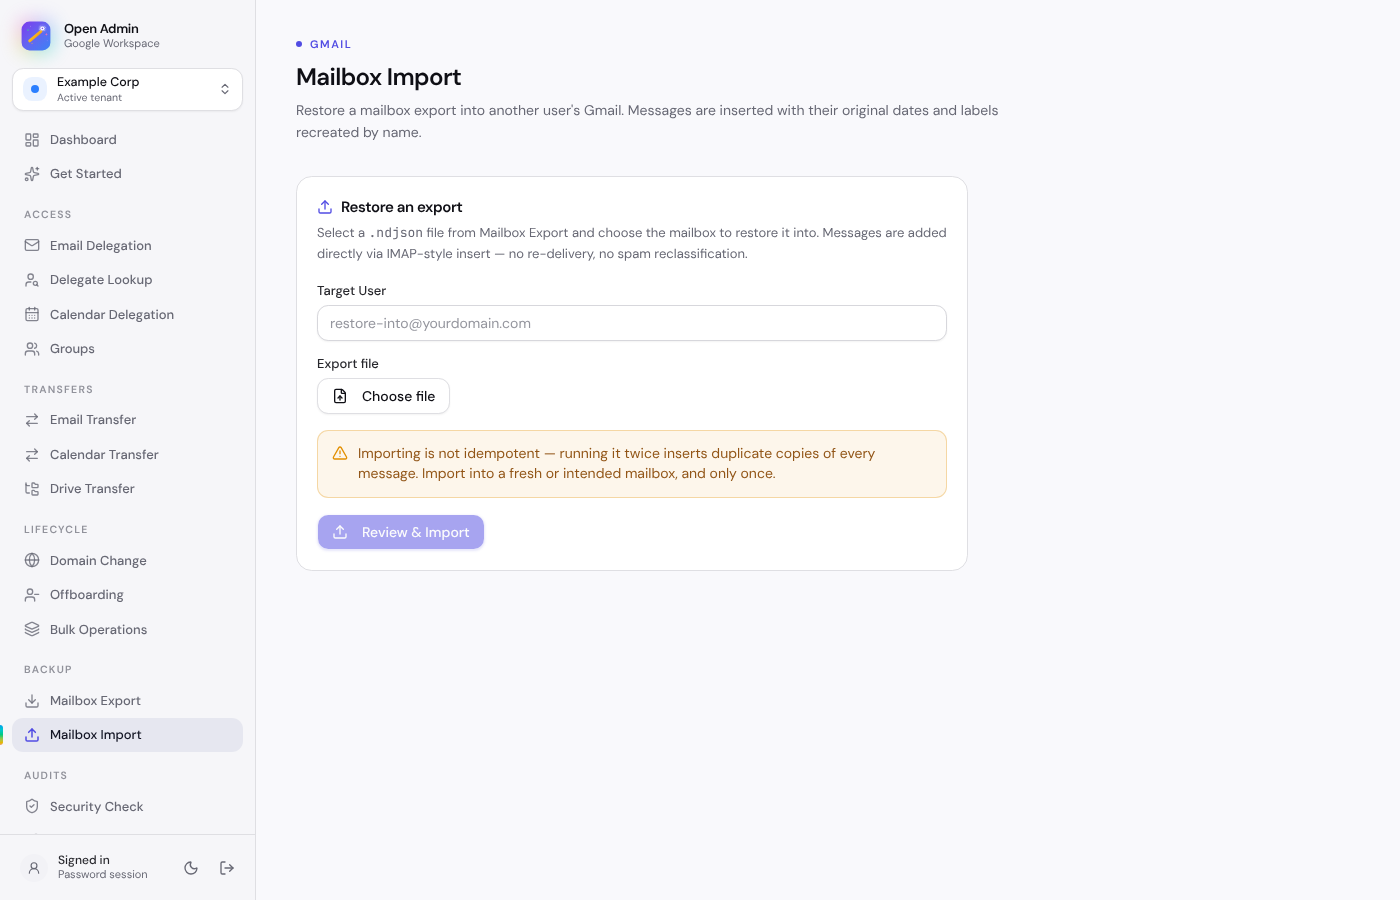 Open Admin
Google Workspace
Example Corp
Active tenant
Dashboard
Get Started
ACCESS
Email Delegation
Delegate Lookup
Calendar Delegation
Groups
TRANSFERS
Email Transfer
Calendar Transfer
Drive Transfer
LIFECYCLE
Domain Change
Offboarding
Bulk Operations
BACKUP
Mailbox Export
Mailbox Import
AUDITS
Security Check
Signed in
Password session
GMAIL
Mailbox Import
Restore a mailbox export into another user's Gmail. Messages are inserted with their original dates and labels
recreated by name.
Restore an export
Select a .ndjson file from Mailbox Export and choose the mailbox to restore it into. Messages are added
directly via IMAP-style insert — no re-delivery, no spam reclassification.
Target User
restore-into@yourdomain.com
Export file
Choose file
Importing is not idempotent — running it twice inserts duplicate copies of every
message. Import into a fresh or intended mailbox, and only once.
Review & Import